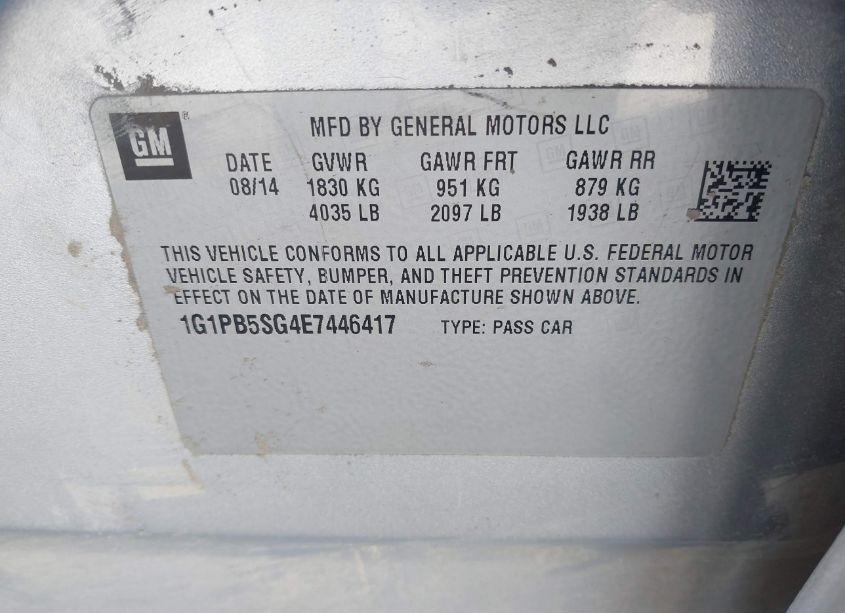 GM
MFD BY GENERAL MOTORS LLC
DATE GVWR GAWR FRT GAWR RR
08/14 1830 KG 951 KG 879 KG
4035 LB 2097 LB 1938 LB
THIS VEHICLE CONFORMS TO ALL APPLICABLE U.S. FEDERAL MOTOR
VEHICLE SAFETY, BUMPER, AND THEFT PREVENTION STANDARDS IN
EFFECT ON THE DATE OF MANUFACTURE SHOWN ABOVE.
1G1PB5SG4E7446417 TYPE: PASS CAR